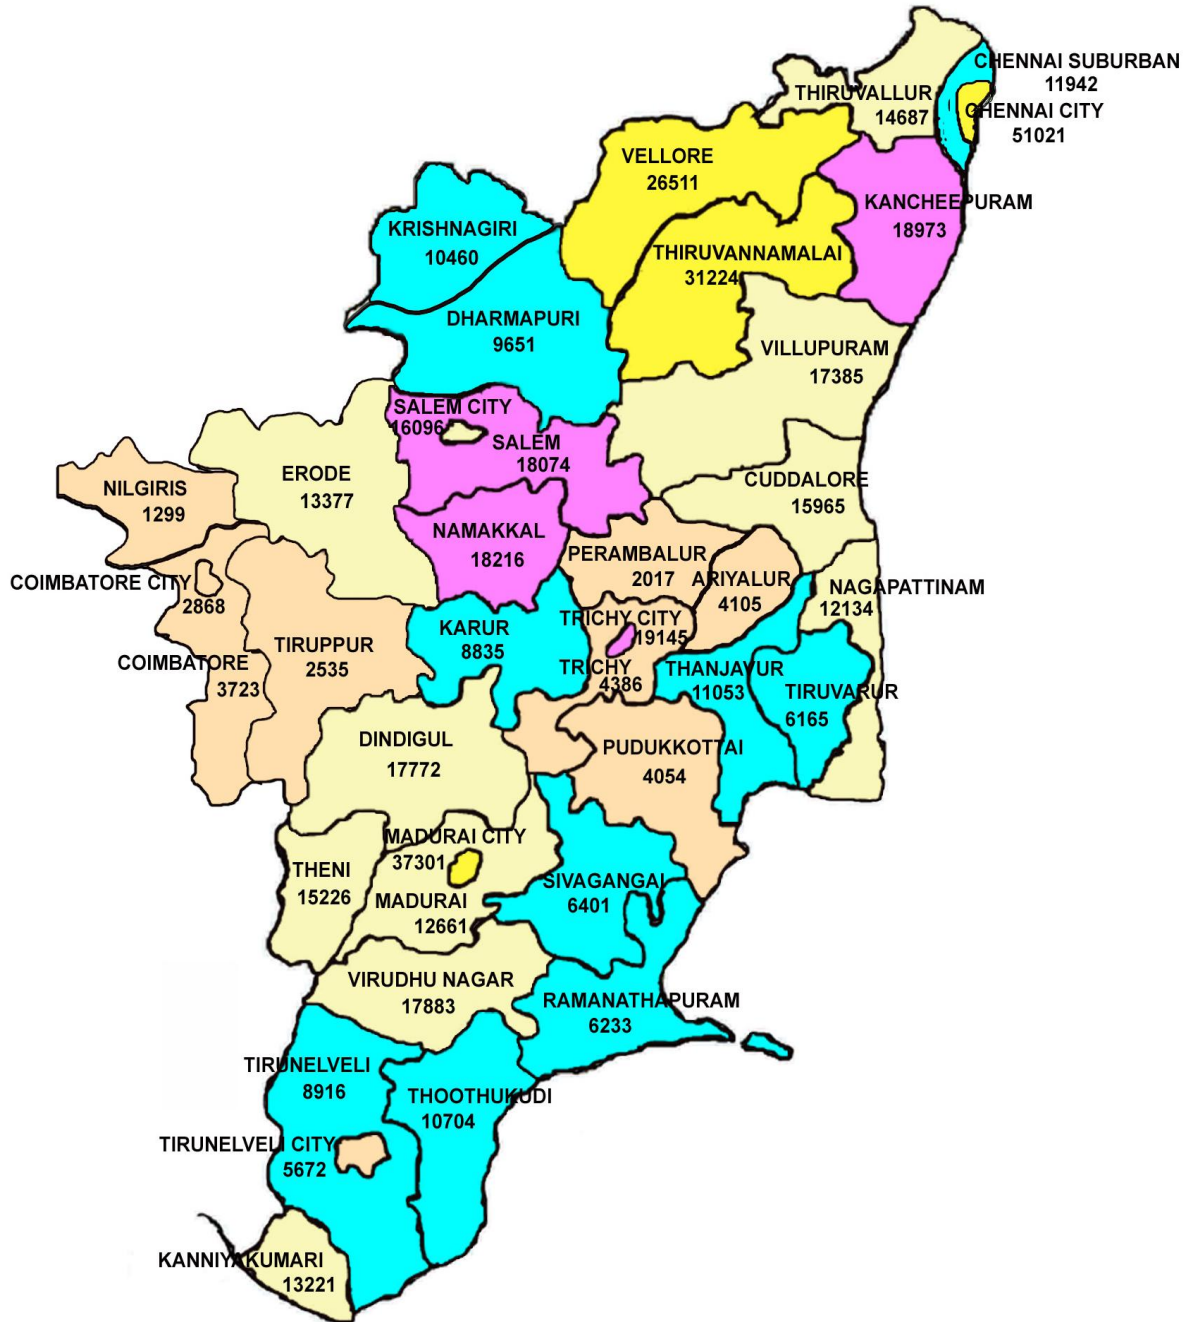 CHENNAI SUBURBAN
11942
THIRUVALLUR
14687
CHENNAI CITY
51021
VELLORE
26511
KANCHEEPURAM
18973
KRISHNAGIRI
10460
THIRUVANNAMALAI
31224
DHARMAPURI
9651
VILLUPURAM
17385
SALEM CITY
16096
SALEM
18074
ERODE
13377
CUDDALORE
15965
NILGIRIS
1299
NAMAKKAL
18216
PERAMBALUR
2017
ARIYALUR
4105
COIMBATORE CITY
2868
NAGAPATTINAM
12134
TRICHY CITY
19145
KARUR
8835
TIRUPPUR
2535
COIMBATORE
3723
TRICHY
4386
THANJAVUR
11053
TIRUVARUR
6165
DINDIGUL
17772
PUDUKKOTTAI
4054
MADURAI CITY
37301
THENI
15226
MADURAI
12661
SIVAGANGAI
6401
VIRUDHU NAGAR
17883
RAMANATHAPURAM
6233
TIRUNELVELI
8916
THOOTHUKUDI
10704
TIRUNELVELI CITY
5672
KANNIYAKUMARI
13221